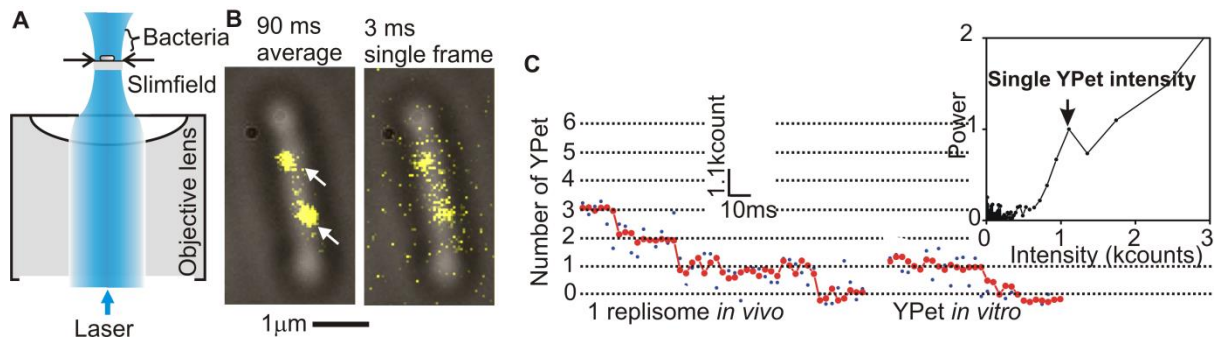 A
Bacteria
Slimfield
Objective lens
Laser
B
90 ms
average
3 ms
single frame
1μm
C
Number of YPet
6
5
4
3
2
1
0
1.1kcount
10ms
1 replisome in vivo
YPet in vitro
Power
2
1
0
Single YPet intensity
0 1 2 3
Intensity (kcounts)